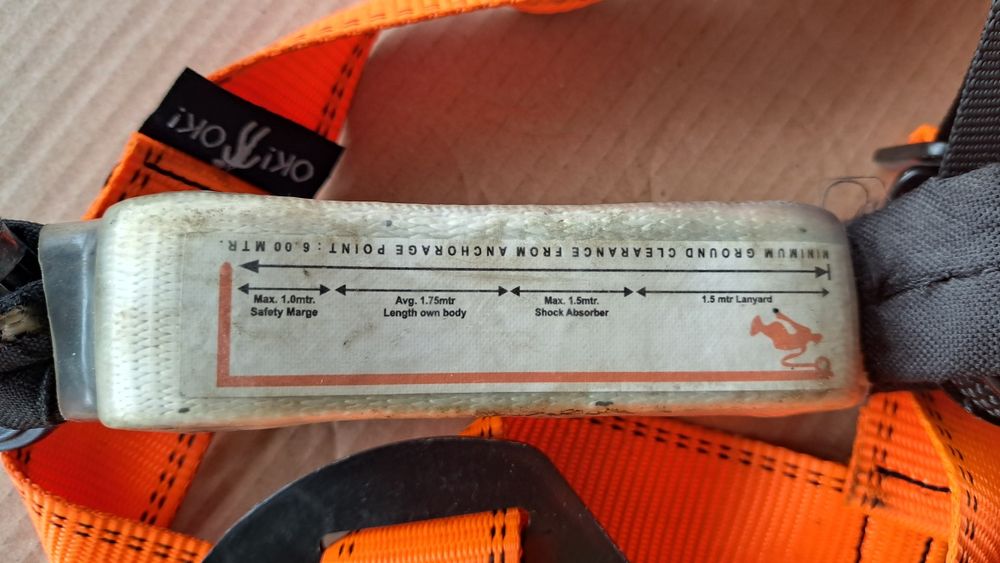 OKi OKi
MINIMUM GROUND CLEARANCE FROM ANCHORAGE POINT : 6.00 MTR.
Max. 1.0mtr.
Safety Marge
Avg. 1.75mtr
Length own body
Max. 1.5mtr.
Shock Absorber
1.5 mtr Lanyard